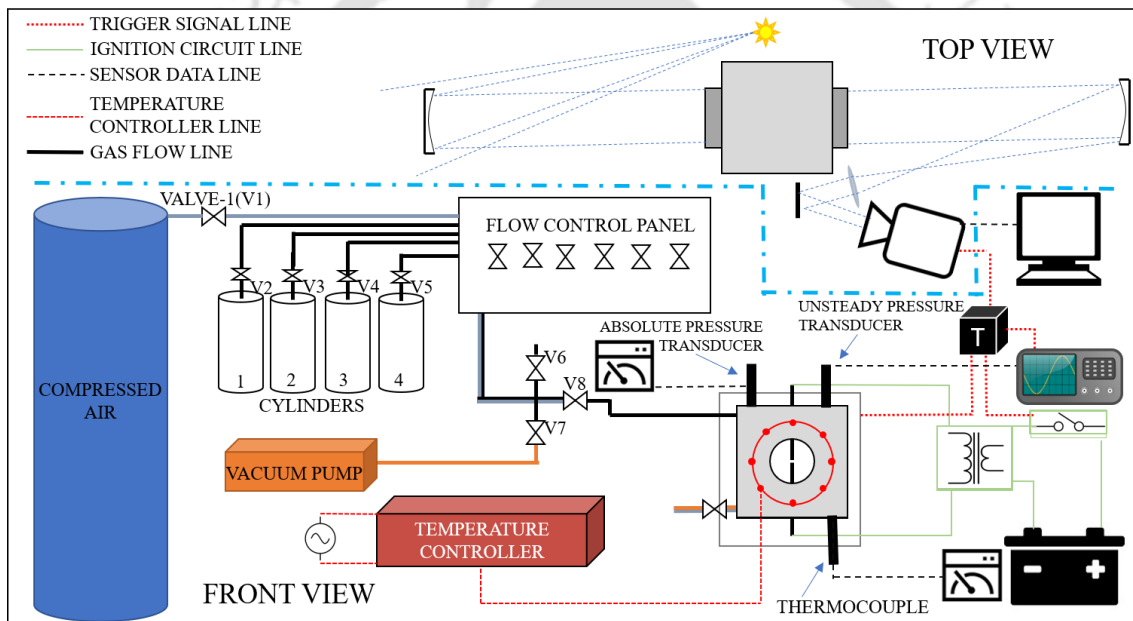 TRIGGER SIGNAL LINE
IGNITION CIRCUIT LINE
SENSOR DATA LINE
TEMPERATURE
CONTROLLER LINE
GAS FLOW LINE
TOP VIEW
VALVE-1(V1)
FLOW CONTROL PANEL
V2
V3
V4
V5
1
2
3
4
CYLINDERS
COMPRESSED
AIR
V6
V8
V7
VACUUM PUMP
ABSOLUTE PRESSURE
TRANSDUCER
UNSTEADY PRESSURE
TRANSDUCER
T
TEMPERATURE
CONTROLLER
FRONT VIEW
THERMOCOUPLE